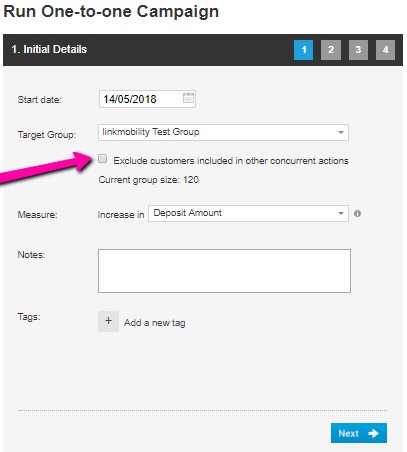 Run One-to-one Campaign
1. Initial Details 1 2 3 4
Start date: 14/05/2018
Target Group: linkmobility Test Group
Exclude customers included in other concurrent actions
Current group size: 120
Measure: Increase in Deposit Amount
Notes:
Tags: + Add a new tag
Next